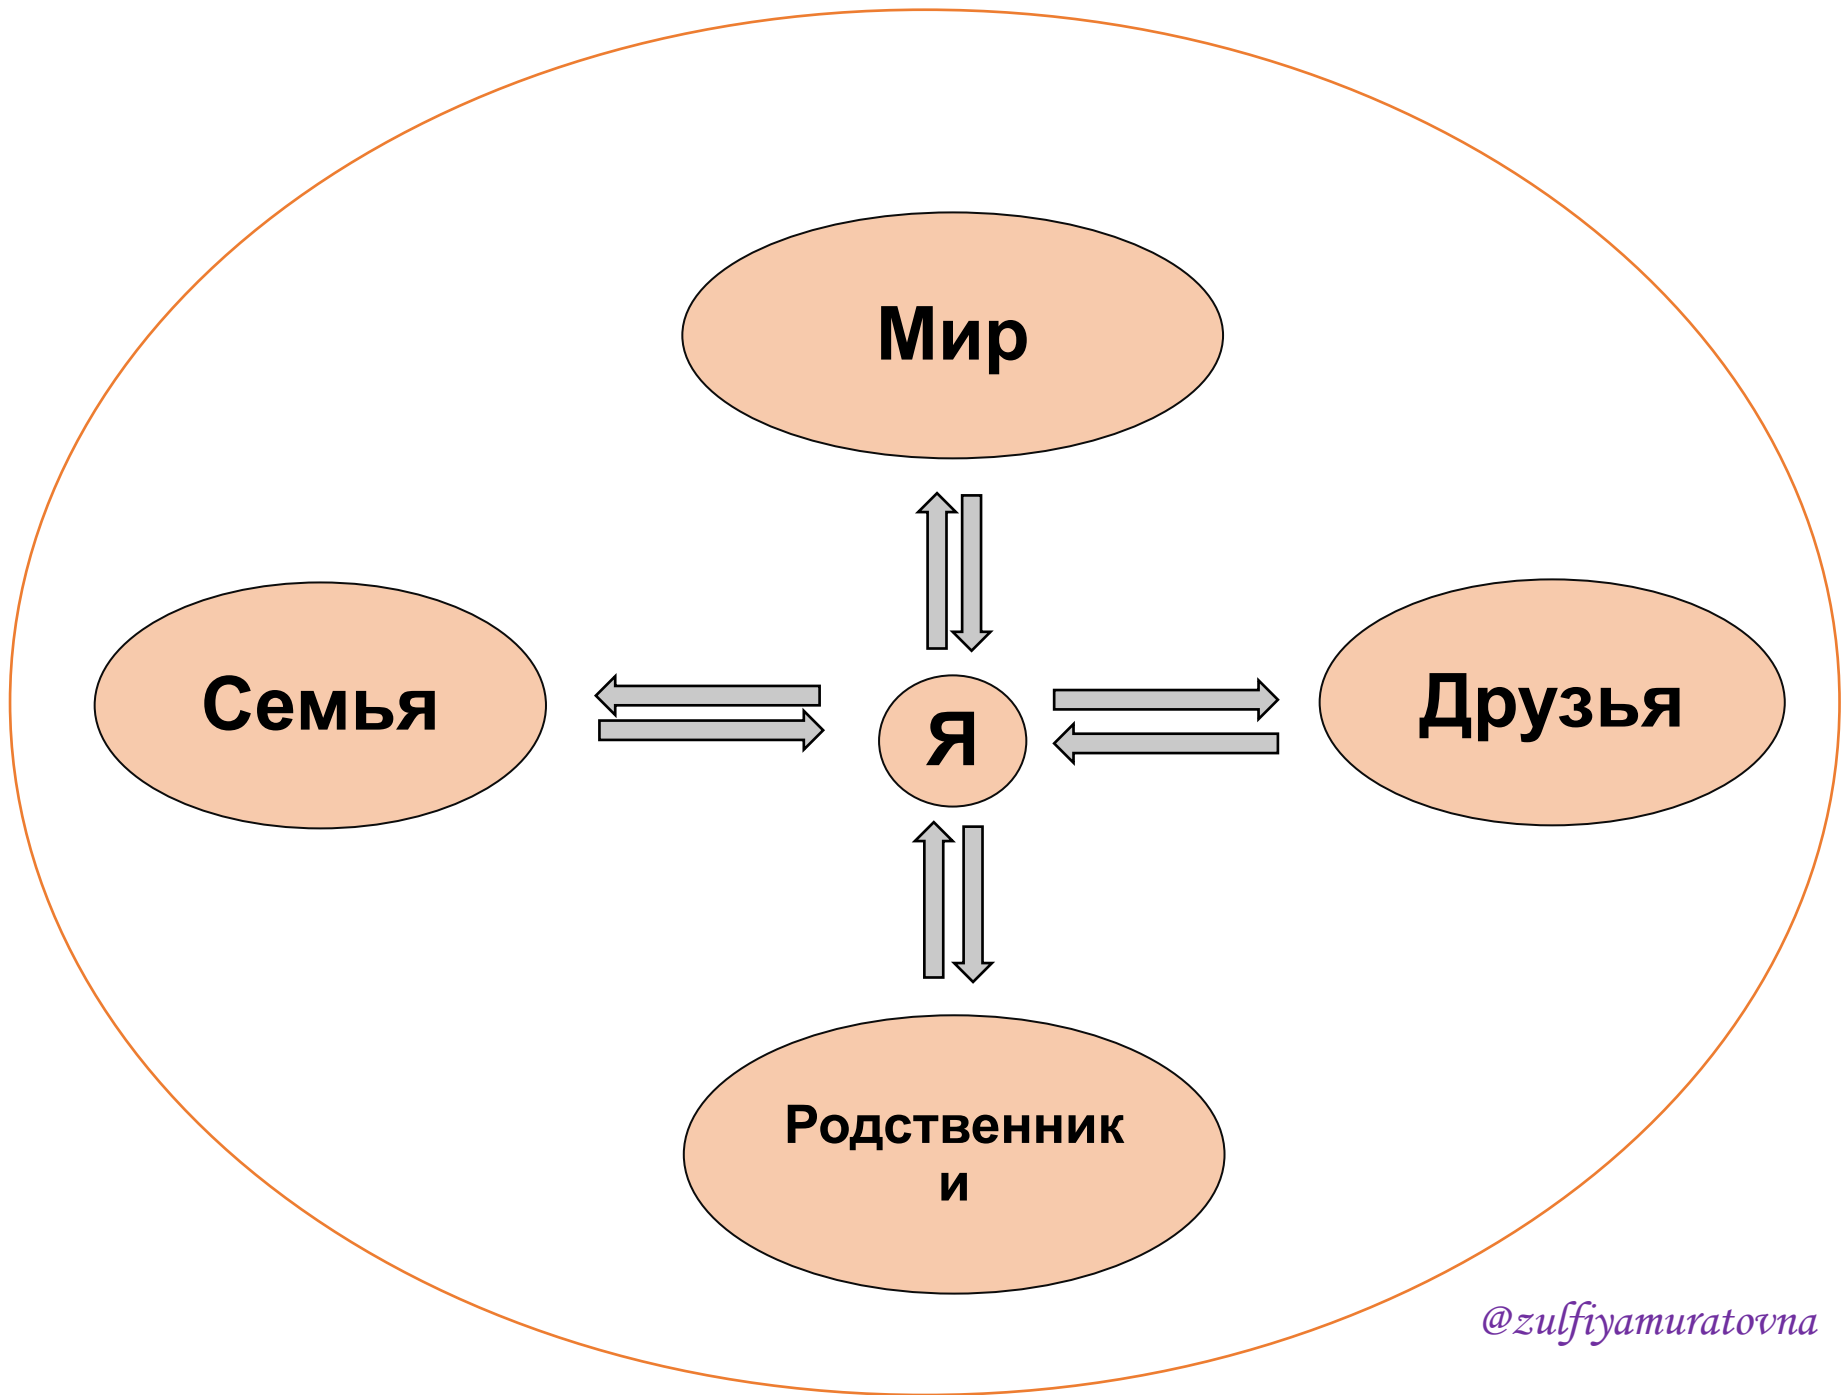 Мир
Семья
Я
Друзья
Родственник
и
@zulfiyamuratovna